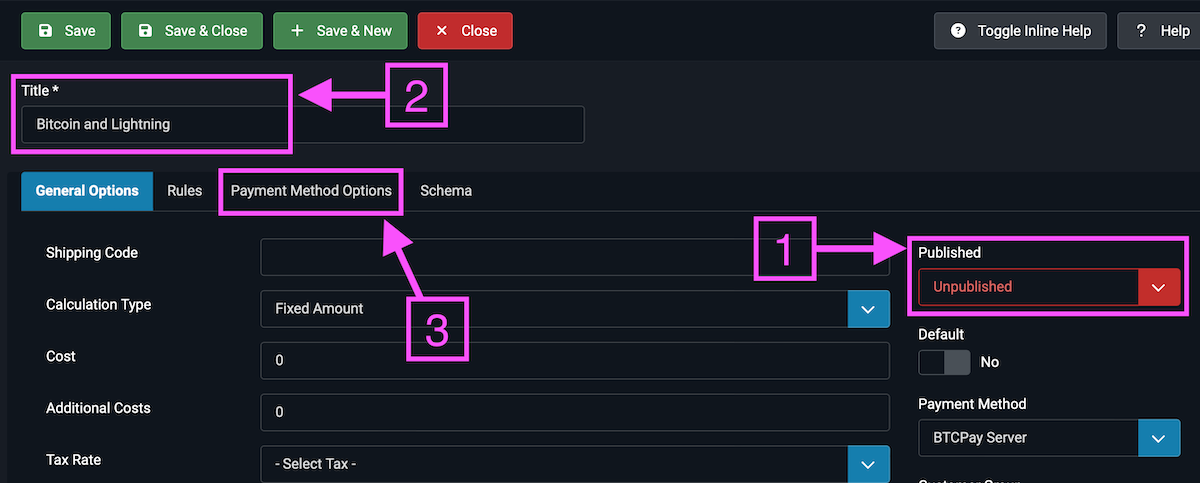 Save
Save & Close
Save & New
Close
Toggle Inline Help
Help
Title *
2
Bitcoin and Lightning
General Options
Rules
Payment Method Options
Schema
1
Shipping Code
Published
Unpublished
Calculation Type
Fixed Amount
3
Default
No
Cost
0
Additional Costs
0
Payment Method
BTCPay Server
Tax Rate
- Select Tax -